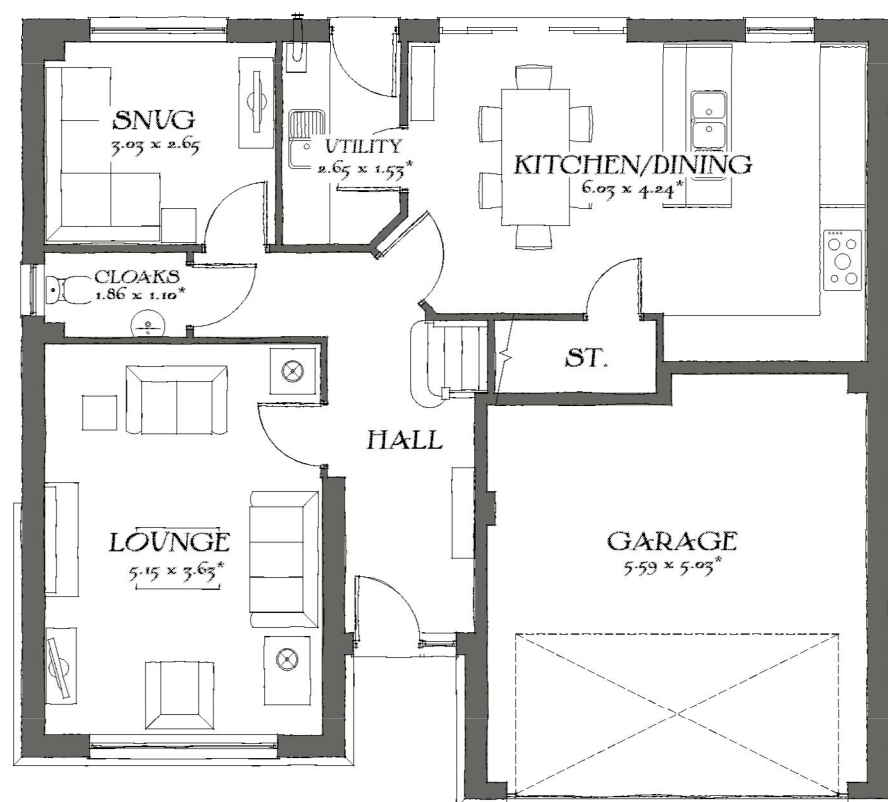 SNUG
3.03 x 2.65
UTILITY
2.65 x 1.53*
KITCHEN/DINING
6.03 x 4.24*
CLOAKS
1.86 x 1.10*
ST.
HALL
LOUNGE
5.15 x 3.63*
GARAGE
5.59 x 5.03*